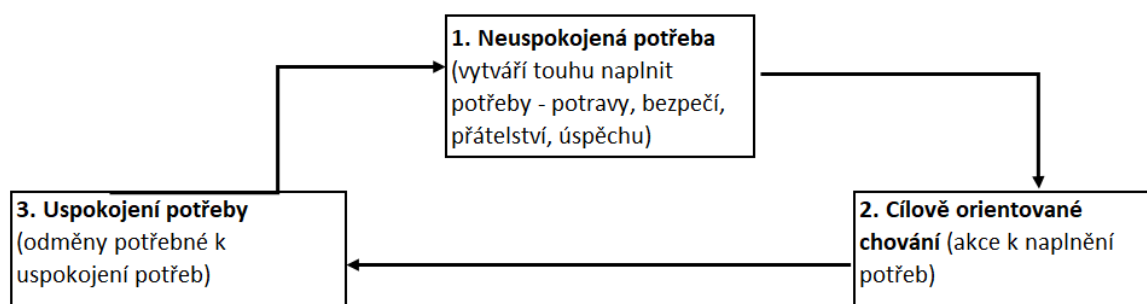 1. Neuspokojená potřeba
(vytváří touhu naplnit
potřeby - potravy, bezpečí,
přátelství, úspěchu)
3. Uspokojení potřeby
(odměny potřebné k
uspokojení potřeb)
2. Cílově orientované
chování (akce k naplnění
potřeb)